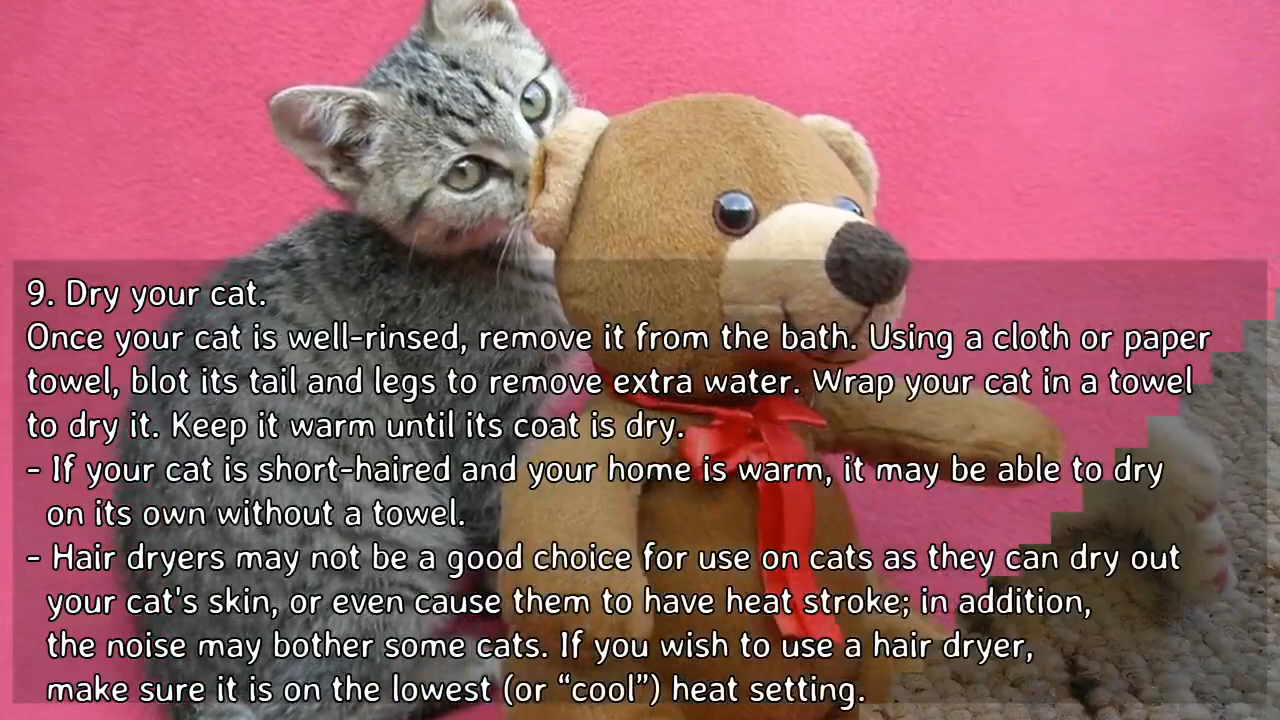 9. Dry your cat.
Once your cat is well-rinsed, remove it from the bath. Using a cloth or paper
towel, blot its tail and legs to remove extra water. Wrap your cat in a towel
to dry it. Keep it warm until its coat is dry.
- If your cat is short-haired and your home is warm, it may be able to dry
on its own without a towel.
- Hair dryers may not be a good choice for use on cats as they can dry out
your cat's skin, or even cause them to have heat stroke; in addition,
the noise may bother some cats. If you wish to use a hair dryer,
make sure it is on the lowest (or “cool”) heat setting.